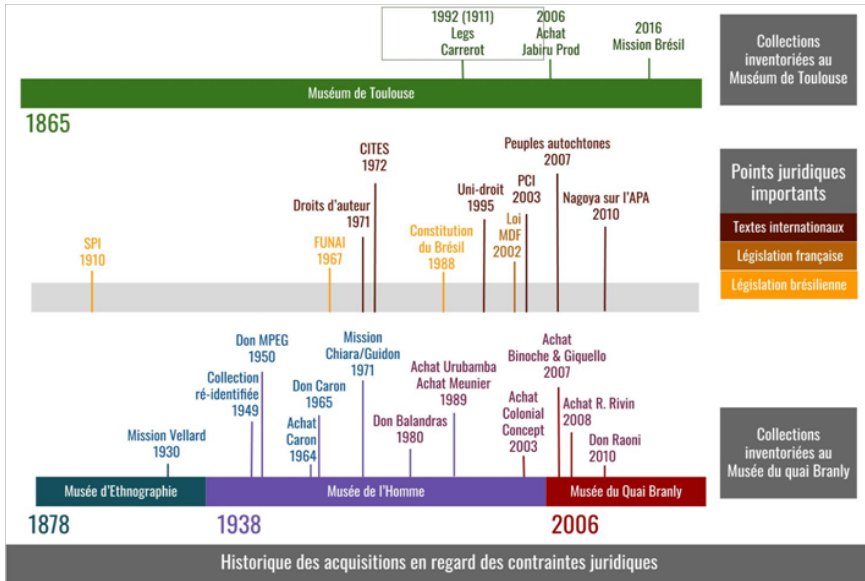 1992 (1911)
Legs
Carrerot
2006
Achat
Jabiru Prod
2016
Mission Brésil
Collections
inventoriées au
Muséum de Toulouse
Muséum de Toulouse
1865
CITES
1972
Droits d'auteur
1971
Peuples autochtones
2007
Uni-droit
1995
PCI
2003
Loi
MDF
2002
Nagoya sur l'APA
2010
SPI
1910
FUNAI
1967
Constitution
du Brésil
1988
Points juridiques
importants
Textes internationaux
Législation française
Législation brésilienne
Mission Vellard
1930
Collection
ré-identifiée
1949
Don MPEG
1950
Achat
Caron
1964
Don Caron
1965
Mission
Chiara/Guidon
1971
Don Balandras
1980
Achat Urubamba
Achat Meunier
1989
Achat
Colonial
Concept
2003
Achat
Binoche & Giquello
2007
Achat R. Rivin
2008
Don Raoni
2010
Collections
inventoriées au
Musée du quai Branly
Musée d'Ethnographie
Musée de l'Homme
Musée du Quai Branly
1878
1938
2006
Historique des acquisitions en regard des contraintes juridiques